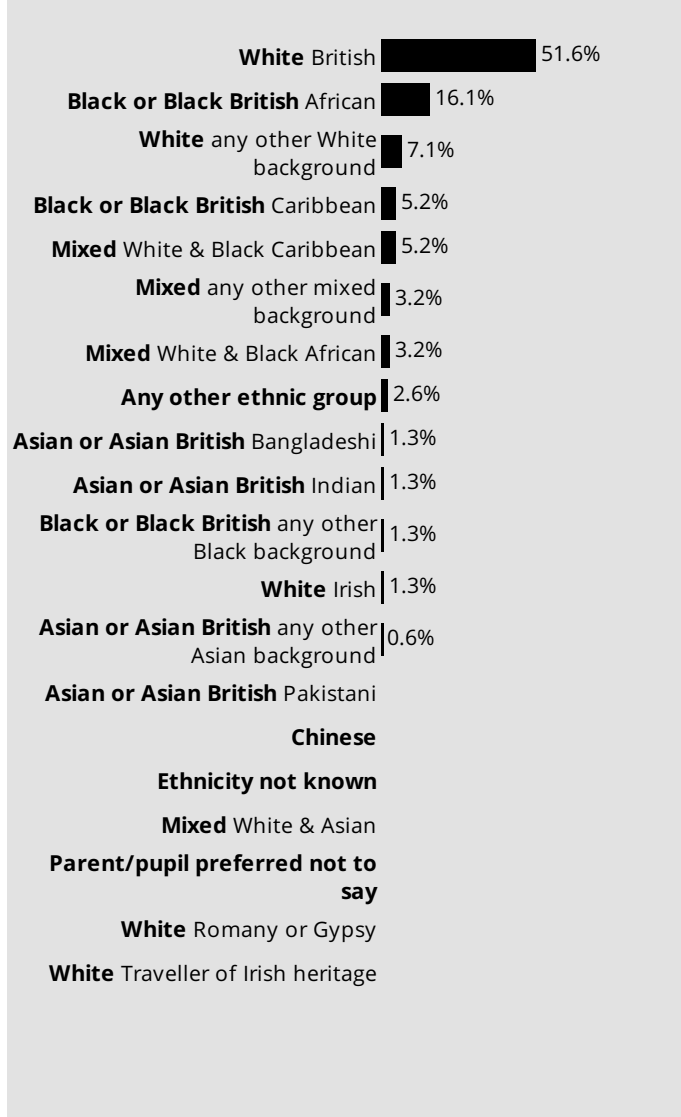 White British 51.6%
Black or Black British African 16.1%
White any other White
background 7.1%
Black or Black British Caribbean 5.2%
Mixed White & Black Caribbean 5.2%
Mixed any other mixed
background 3.2%
Mixed White & Black African 3.2%
Any other ethnic group 2.6%
Asian or Asian British Bangladeshi 1.3%
Asian or Asian British Indian 1.3%
Black or Black British any other
Black background 1.3%
White Irish 1.3%
Asian or Asian British any other
Asian background 0.6%
Asian or Asian British Pakistani
Chinese
Ethnicity not known
Mixed White & Asian
Parent/pupil preferred not to
say
White Romany or Gypsy
White Traveller of Irish heritage